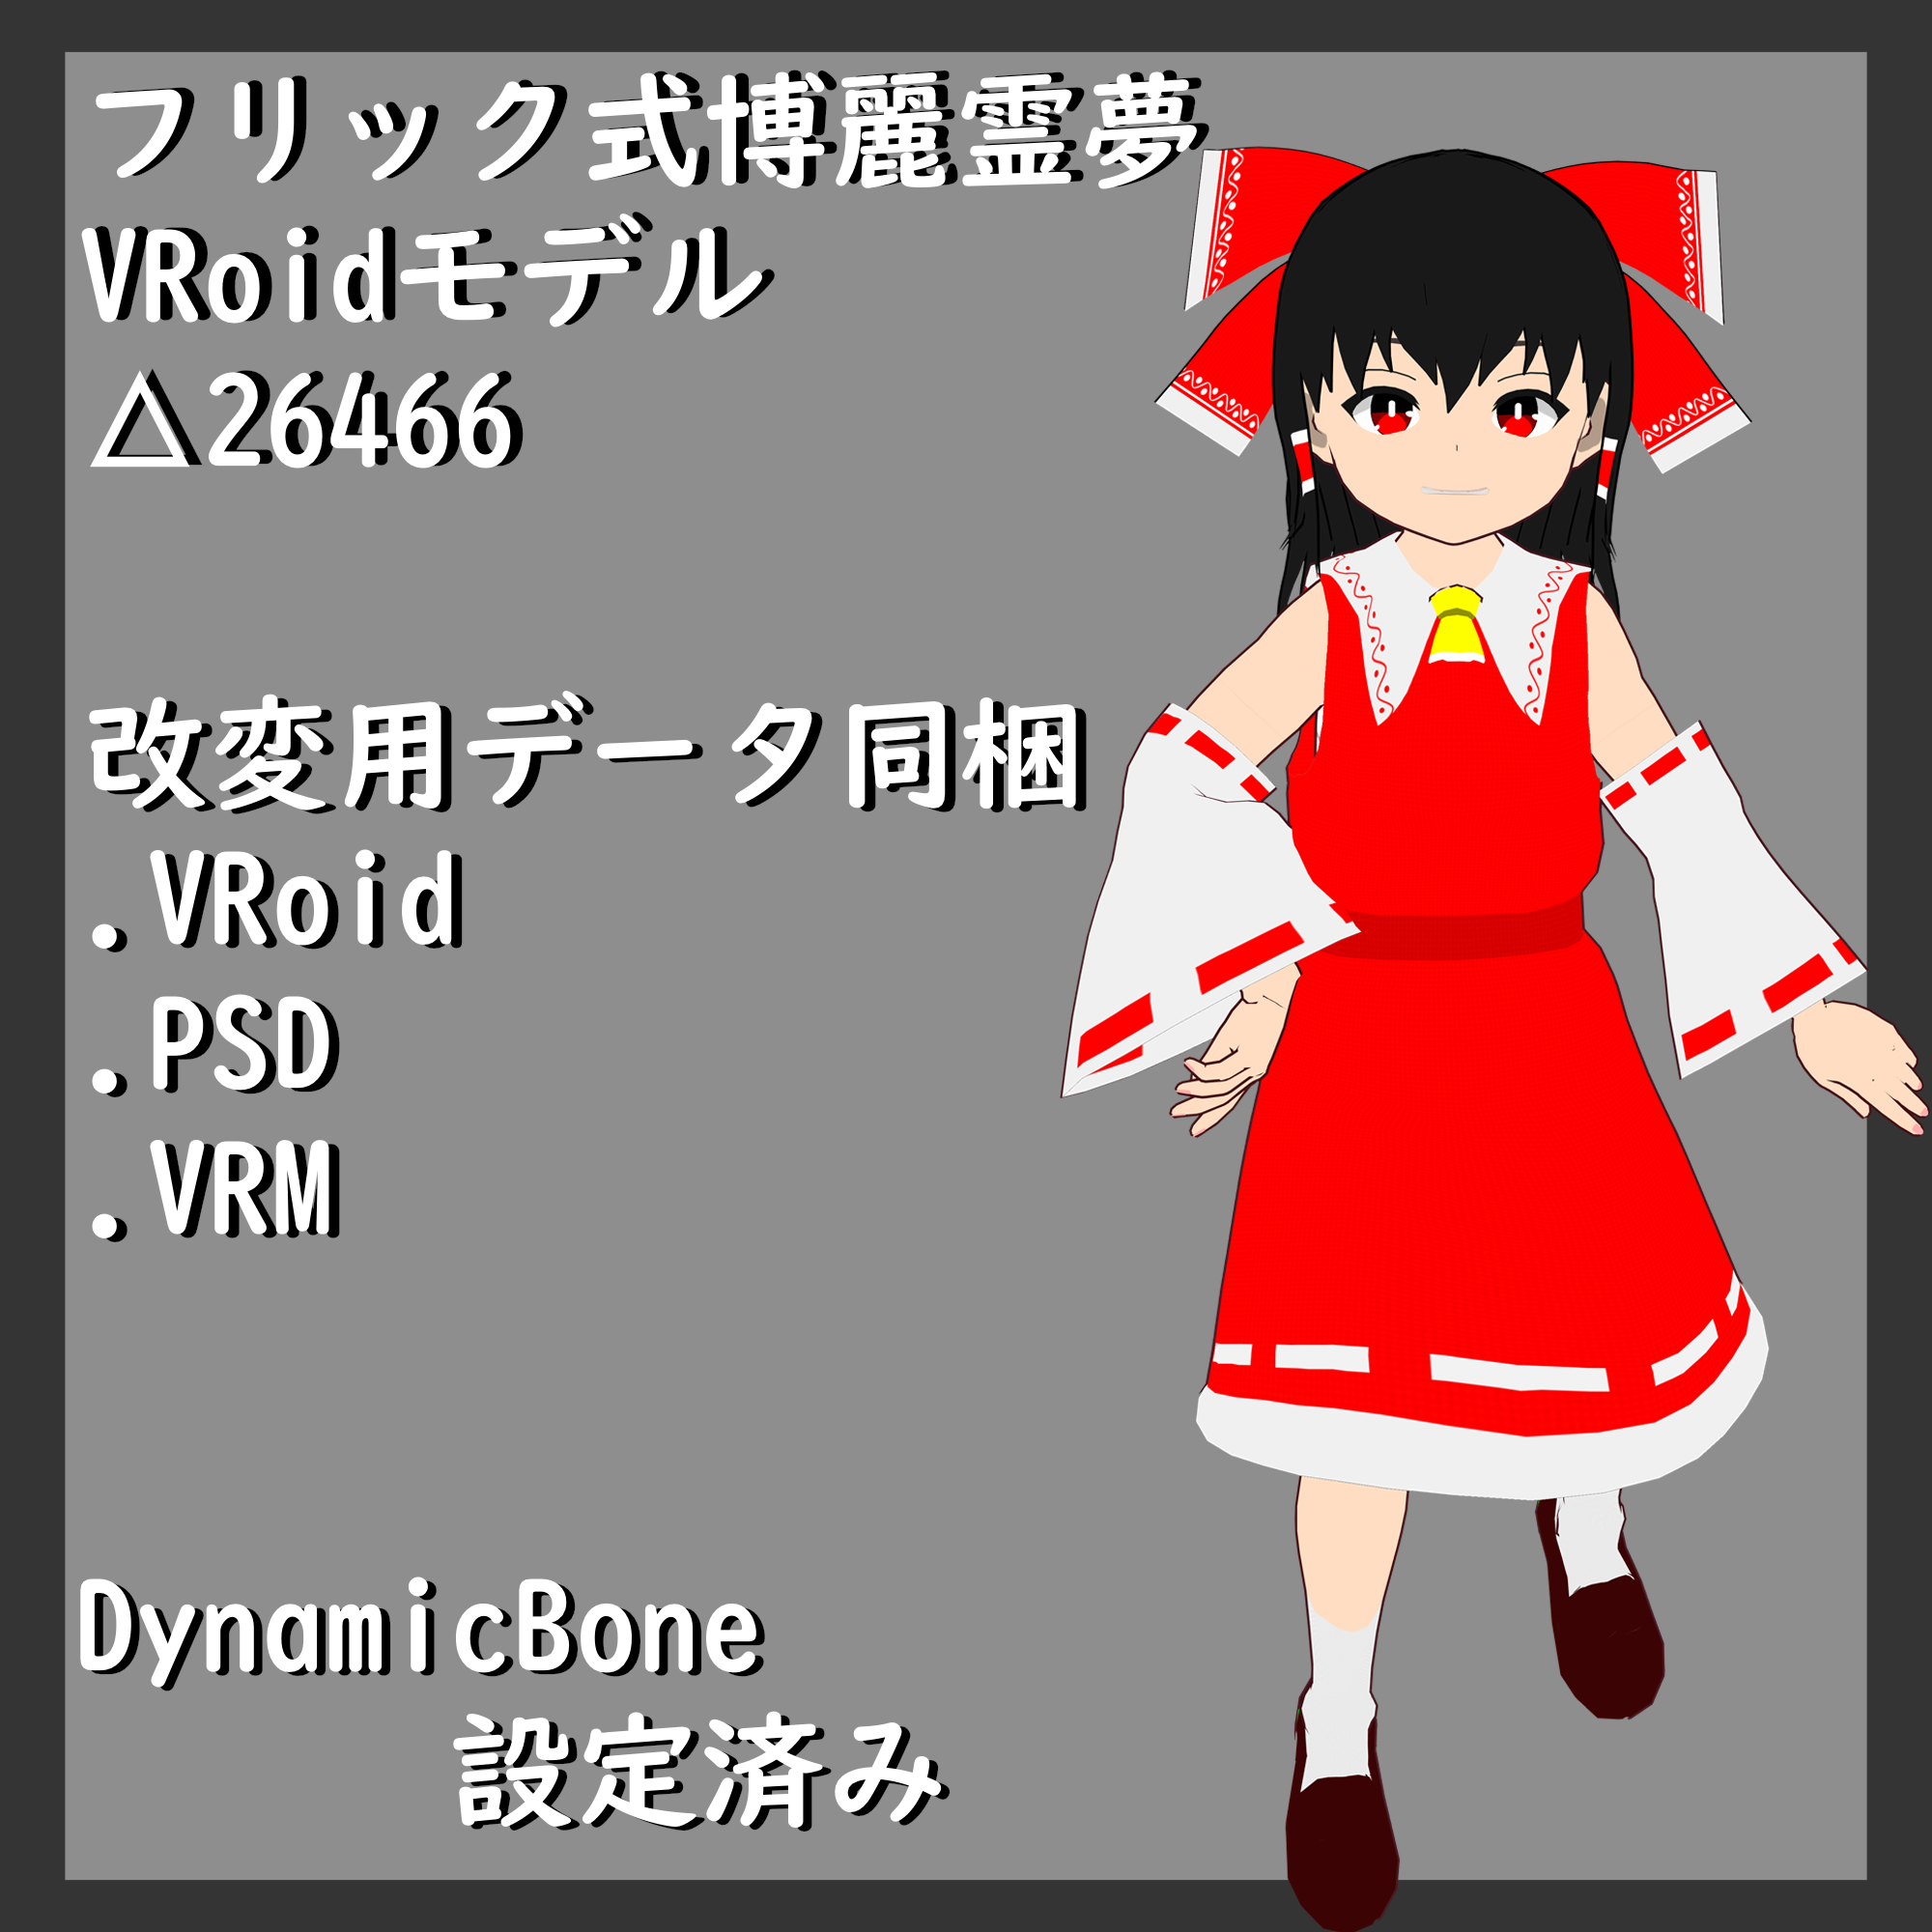 フリック式博麗霊夢
VRoidモデル
△26466
改変用データ同梱
.VRoid
.PSD
.VRM
DynamicBone
設定済み